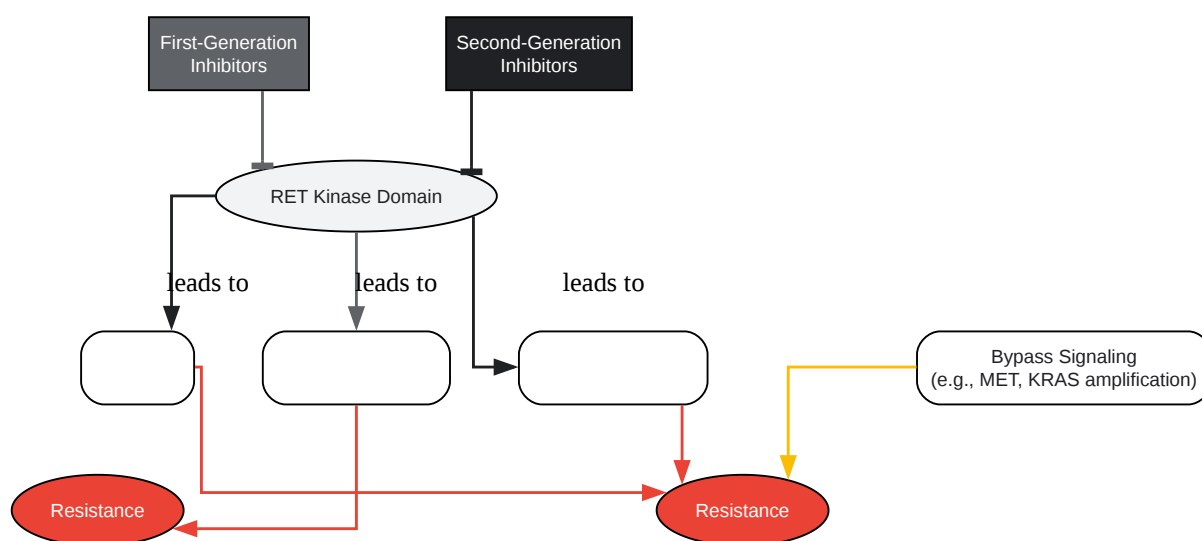 First-Generation
Inhibitors
Second-Generation
Inhibitors
RET Kinase Domain
leads to
leads to
leads to
Bypass Signaling
(e.g., MET, KRAS amplification)
Resistance
Resistance